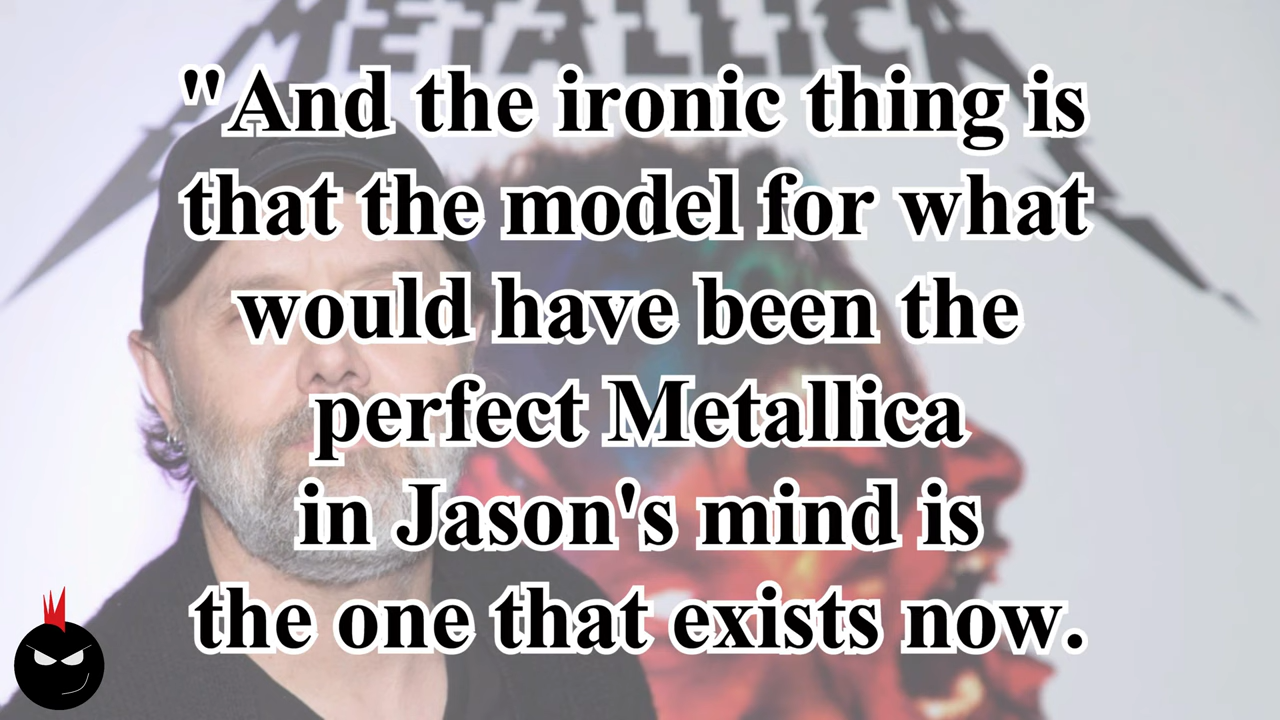 METALLICA
"And the ironic thing is
that the model for what
would have been the
perfect Metallica
in Jason's mind is
the one that exists now.